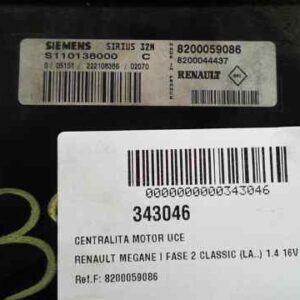 SIEMENS SIRIUS 32N
S110138000 C
8200059086
8200044437
RENAULT
0000000000343046
343046
CENTRALITA MOTOR UCE
RENAULT MEGANE I FASE 2 CLASSIC (LA..) 1.4 16V
Ref.F: 8200059086